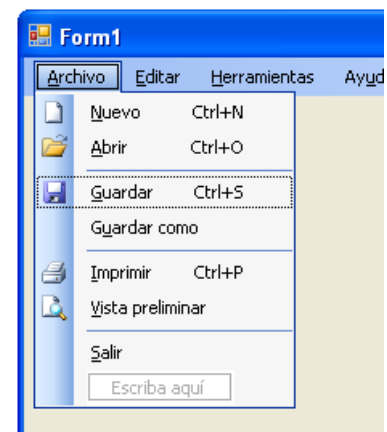 Form1
Archivo Editar Herramientas Ayud
Nuevo Ctrl+N
Abrir Ctrl+O
Guardar Ctrl+S
Guardar como
Imprimir Ctrl+P
Vista preliminar
Salir
Escriba aquí